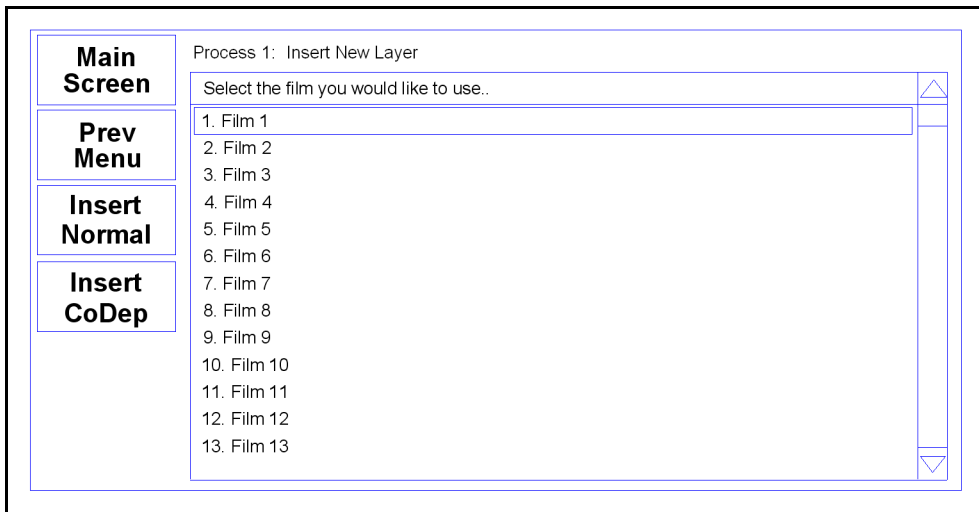 Main
Screen
Prev
Menu
Insert
Normal
Insert
CoDep
Process 1:  Insert New Layer
Select the film you would like to use..
1. Film 1
2. Film 2
3. Film 3
4. Film 4
5. Film 5
6. Film 6
7. Film 7
8. Film 8
9. Film 9
10. Film 10
11. Film 11
12. Film 12
13. Film 13